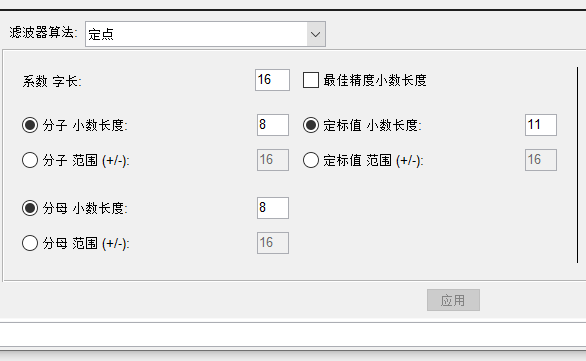 滤波器算法: 定点
系数 字长: 16 最佳精度小数长度
分子 小数长度: 8 定标值 小数长度: 11
分子 范围 (+/-): 16 定标值 范围 (+/-): 16
分母 小数长度: 8
分母 范围 (+/-): 16
应用